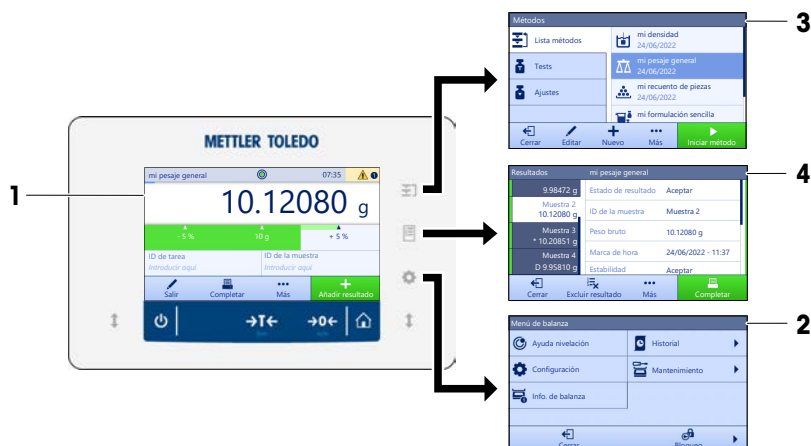 1
METTLER TOLEDO
mi pesaje general
07:35
10.12080 g
- 5 %
10 g
+ 5 %
ID de tarea
Introducir aquí
ID de la muestra
Introducir aquí
Salir
Completar
Más
Añadir resultado
→T←
→0←
3
Métodos
Lista métodos
Tests
Ajustes
mi densidad
24/06/2022
mi pesaje general
24/06/2022
mi recuento de piezas
24/06/2022
mi formulación sencilla
Cerrar
Editar
Nuevo
Más
Iniciar método
4
Resultados
mi pesaje general
9.98472 g
Muestra 2
10.12080 g
Muestra 3
* 10.20851 g
Muestra 4
D 9.95810 g
Estado de resultado Aceptar
ID de la muestra Muestra 2
Peso bruto 10.12080 g
Marca de hora 24/06/2022 - 11:37
Estabilidad Aceptar
Cerrar
Excluir resultado
Más
Completar
2
Menú de balanza
Ayuda nivelación
Historial
Configuración
Mantenimiento
Info. de balanza
Cerrar
Bloqueo